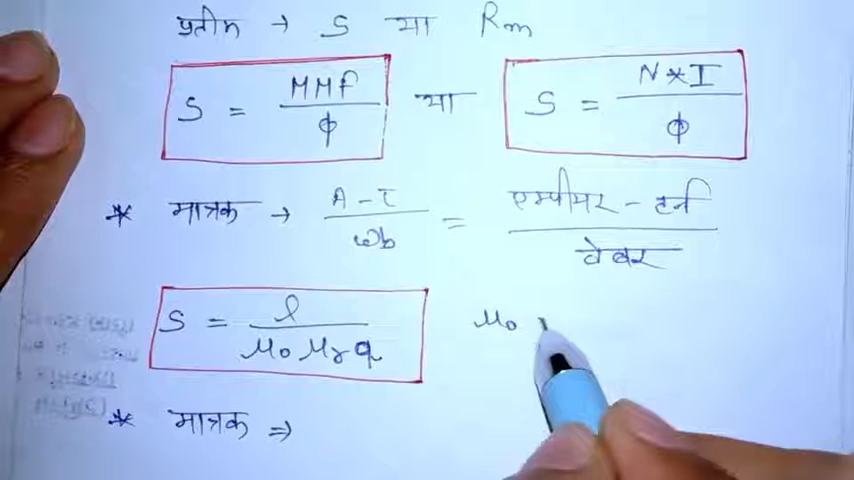 प्रतीक → S या Rm
S = MMf / φ या S = N*I / φ
* मात्रक → A-T / wb = एम्पीयर - टर्न / वेबर
S = l / μ₀ μᵣ a μ₀
* मात्रक ⇒